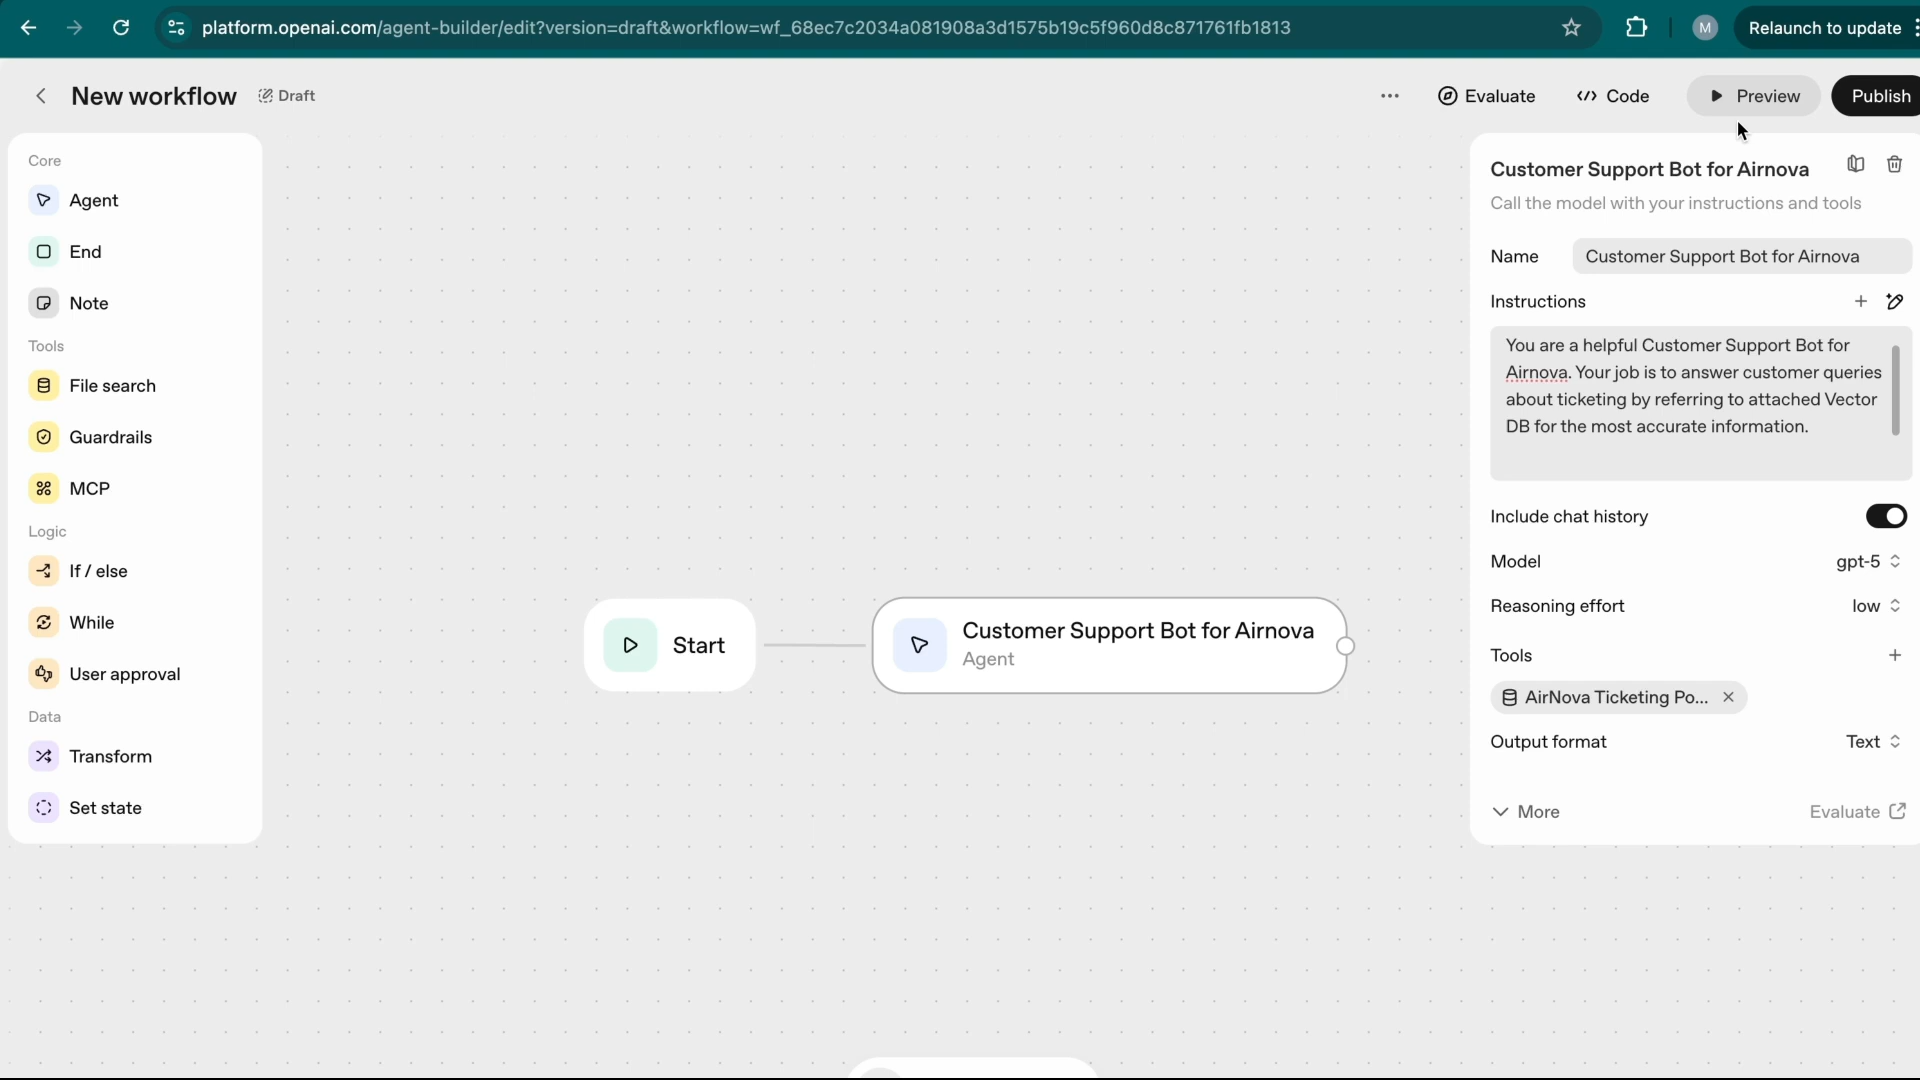 platform.openai.com/agent-builder/edit?version=draft&workflow=wf_68ec7c2034a081908a3d1575b19c5f960d8c871761fb1813
M
Relaunch to update
New workflow
Draft
Evaluate
Code
Preview
Publish
Core
Agent
End
Note
Tools
File search
Guardrails
MCP
Logic
If / else
While
User approval
Data
Transform
Set state
Start
Customer Support Bot for Airnova
Agent
Customer Support Bot for Airnova
Call the model with your instructions and tools
Name
Customer Support Bot for Airnova
Instructions
You are a helpful Customer Support Bot for
Airnova. Your job is to answer customer queries
about ticketing by referring to attached Vector
DB for the most accurate information.
Include chat history
Model
gpt-5
Reasoning effort
low
Tools
AirNova Ticketing Po...
Output format
Text
More
Evaluate